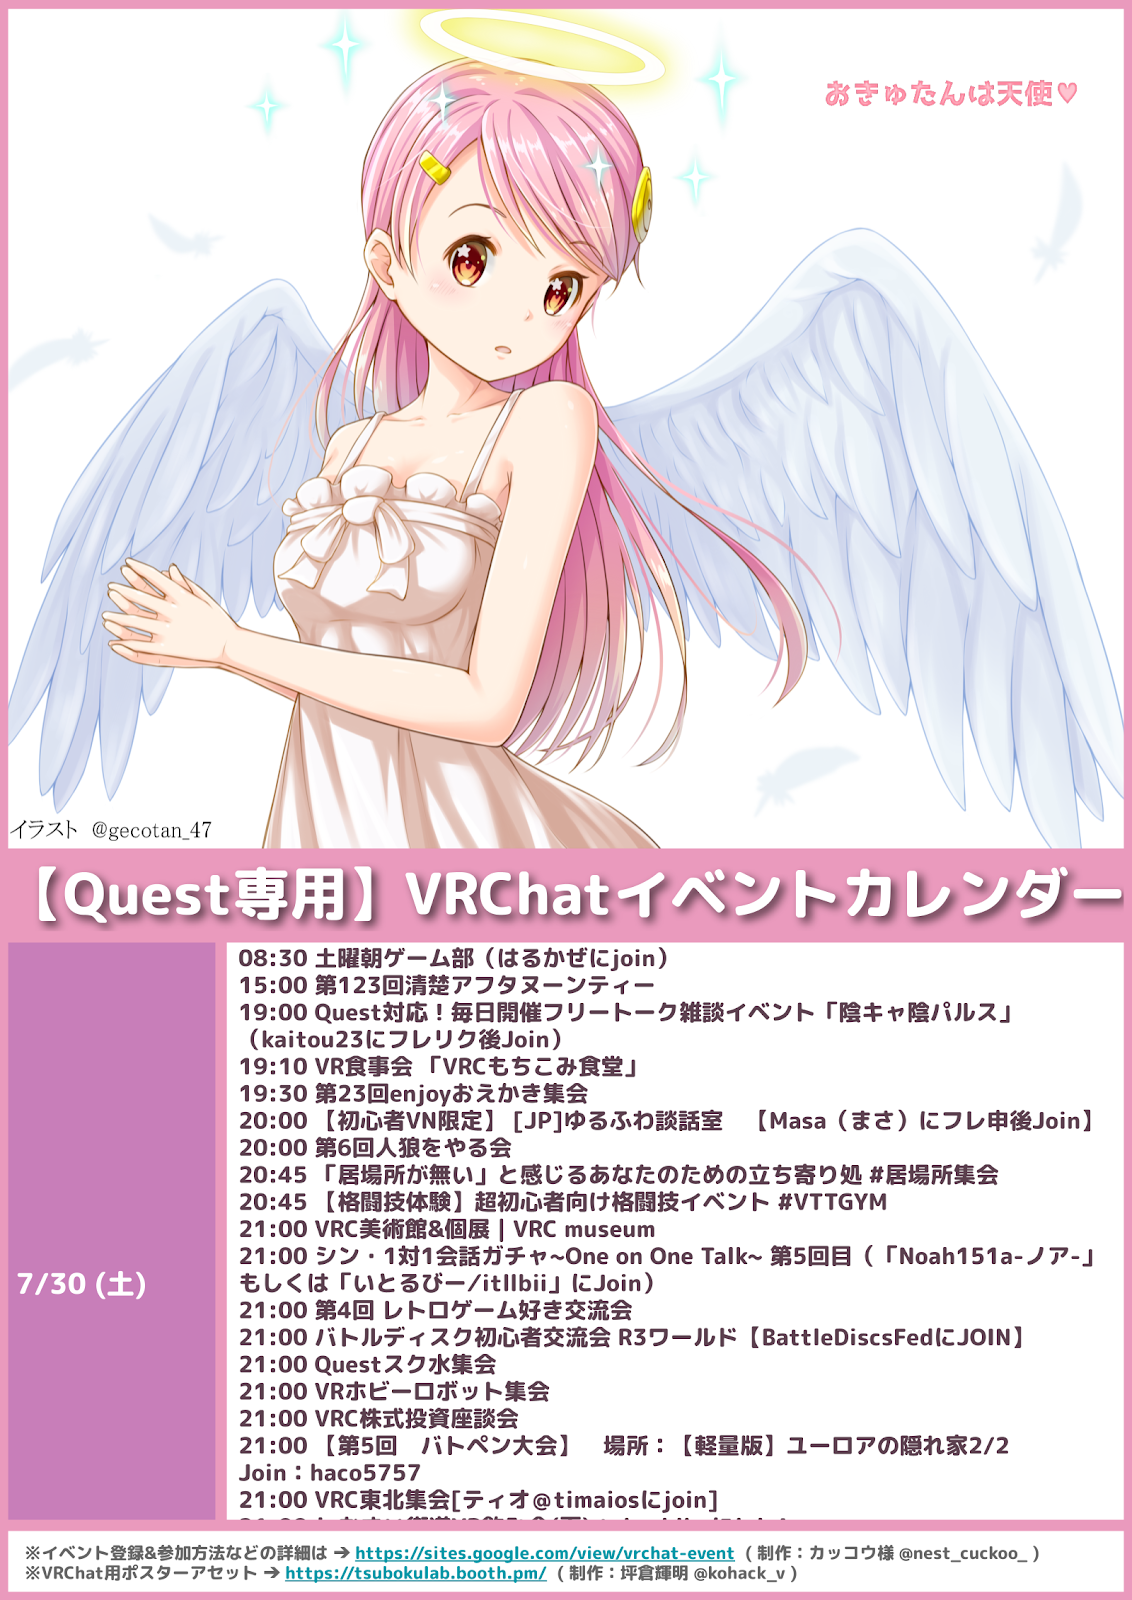 おきゅたんは天使♥
イラスト @gecotan_47
【Quest専用】VRChatイベントカレンダー
7/30 (土)
08:30 土曜朝ゲーム部（はるかぜにjoin）
15:00 第123回清楚アフタヌーンティー
19:00 Quest対応！毎日開催フリートーク雑談イベント「陰キャ陰パルス」
（kaitou23にフレリク後Join）
19:10 VR食事会 「VRCもちこみ食堂」
19:30 第23回enjoyおえかき集会
20:00 【初心者VN限定】 [JP]ゆるふわ談話室　【Masa（まさ）にフレ申後Join】
20:00 第6回人狼をやる会
20:45 「居場所が無い」と感じるあなたのための立ち寄り処 #居場所集会
20:45 【格闘技体験】超初心者向け格闘技イベント #VTTGYM
21:00 VRC美術館&個展 | VRC museum
21:00 シン・1対1会話ガチャ~One on One Talk~ 第5回目（「Noah151a-ノア-」
もしくは「いとるびー/itllbii」にJoin）
21:00 第4回 レトロゲーム好き交流会
21:00 バトルディスク初心者交流会 R3ワールド【BattleDiscsFedにJOIN】
21:00 Questスク水集会
21:00 VRホビーロボット集会
21:00 VRC株式投資座談会
21:00 【第5回　バトペン大会】　場所：【軽量版】ユーロアの隠れ家2/2
Join：haco5757
21:00 VRC東北集会[ティオ＠timaiosにjoin]
※イベント登録&参加方法などの詳細は ➔ https://sites.google.com/view/vrchat-event ( 制作：カッコウ様 @nest_cuckoo_ )
※VRChat用ポスターアセット ➔ https://tsubokulab.booth.pm/ ( 制作：坪倉輝明 @kohack_v )